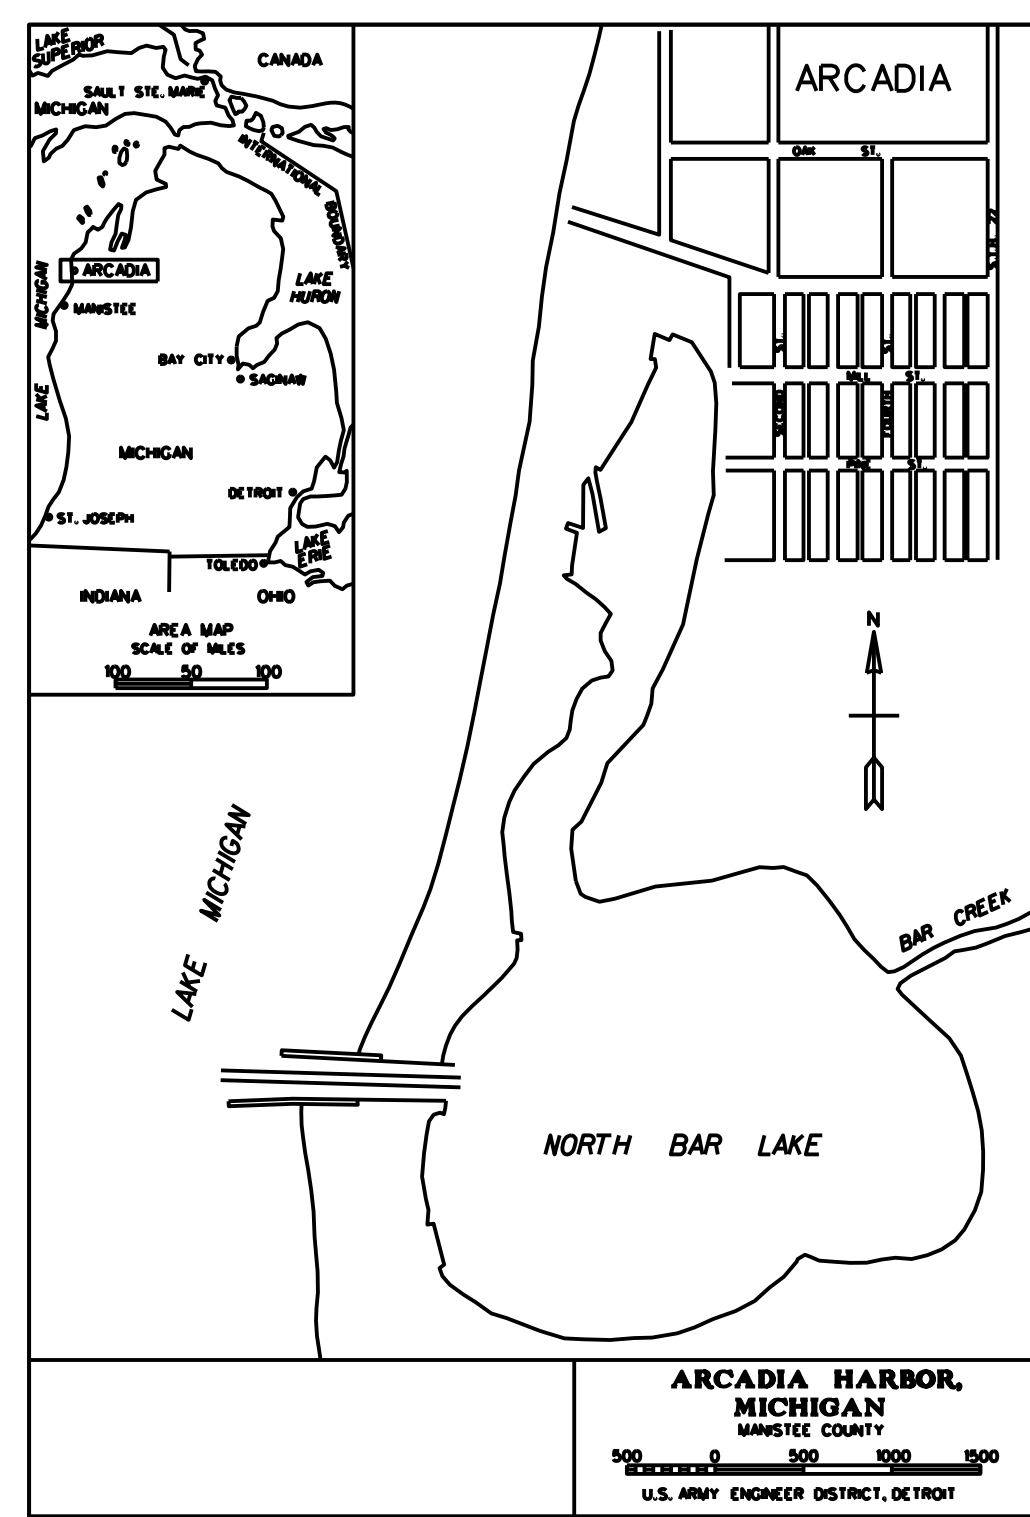 LAKE
SUPERIOR
CANADA
SAULT STE. MARIE
MICHIGAN
INTERNATIONAL BOUNDARY
ARCADIA
LAKE
HURON
MANISTEE
LAKE MICHIGAN
BAY CITY
SAGINAW
MICHIGAN
DETROIT
ST. JOSEPH
LAKE
ERIE
TOLEDO
INDIANA
OHIO
AREA MAP
SCALE OF MILES
100 50 100
ARCADIA
OAK ST.
S.T.H. 22
SECOND ST.
FOURTH ST.
MILL ST.
PINE ST.
N
LAKE MICHIGAN
BAR CREEK
NORTH BAR LAKE
ARCADIA HARBOR,
MICHIGAN
MANISTEE COUNTY
500 0 500 1000 1500
U.S. ARMY ENGINEER DISTRICT, DETROIT